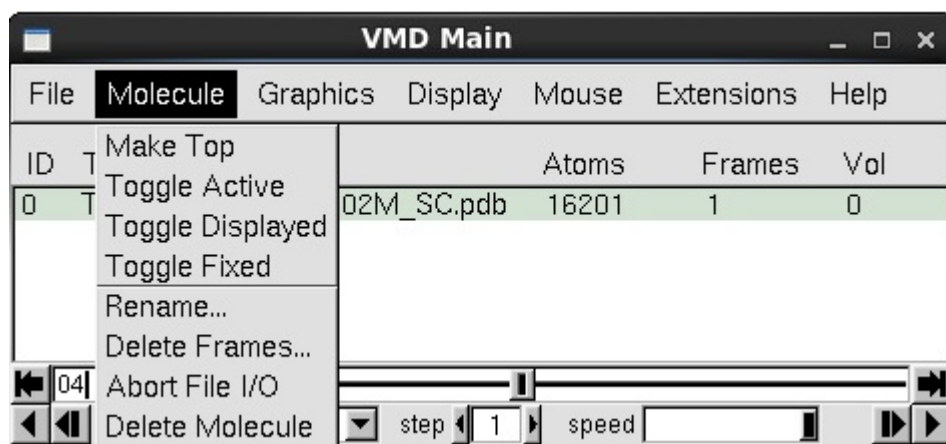 VMD Main
File Molecule Graphics Display Mouse Extensions Help
ID T Atoms Frames Vol
0 T 02M_SC.pdb 16201 1 0
Make Top
Toggle Active
Toggle Displayed
Toggle Fixed
Rename...
Delete Frames...
Abort File I/O
Delete Molecule
04
step 1 speed